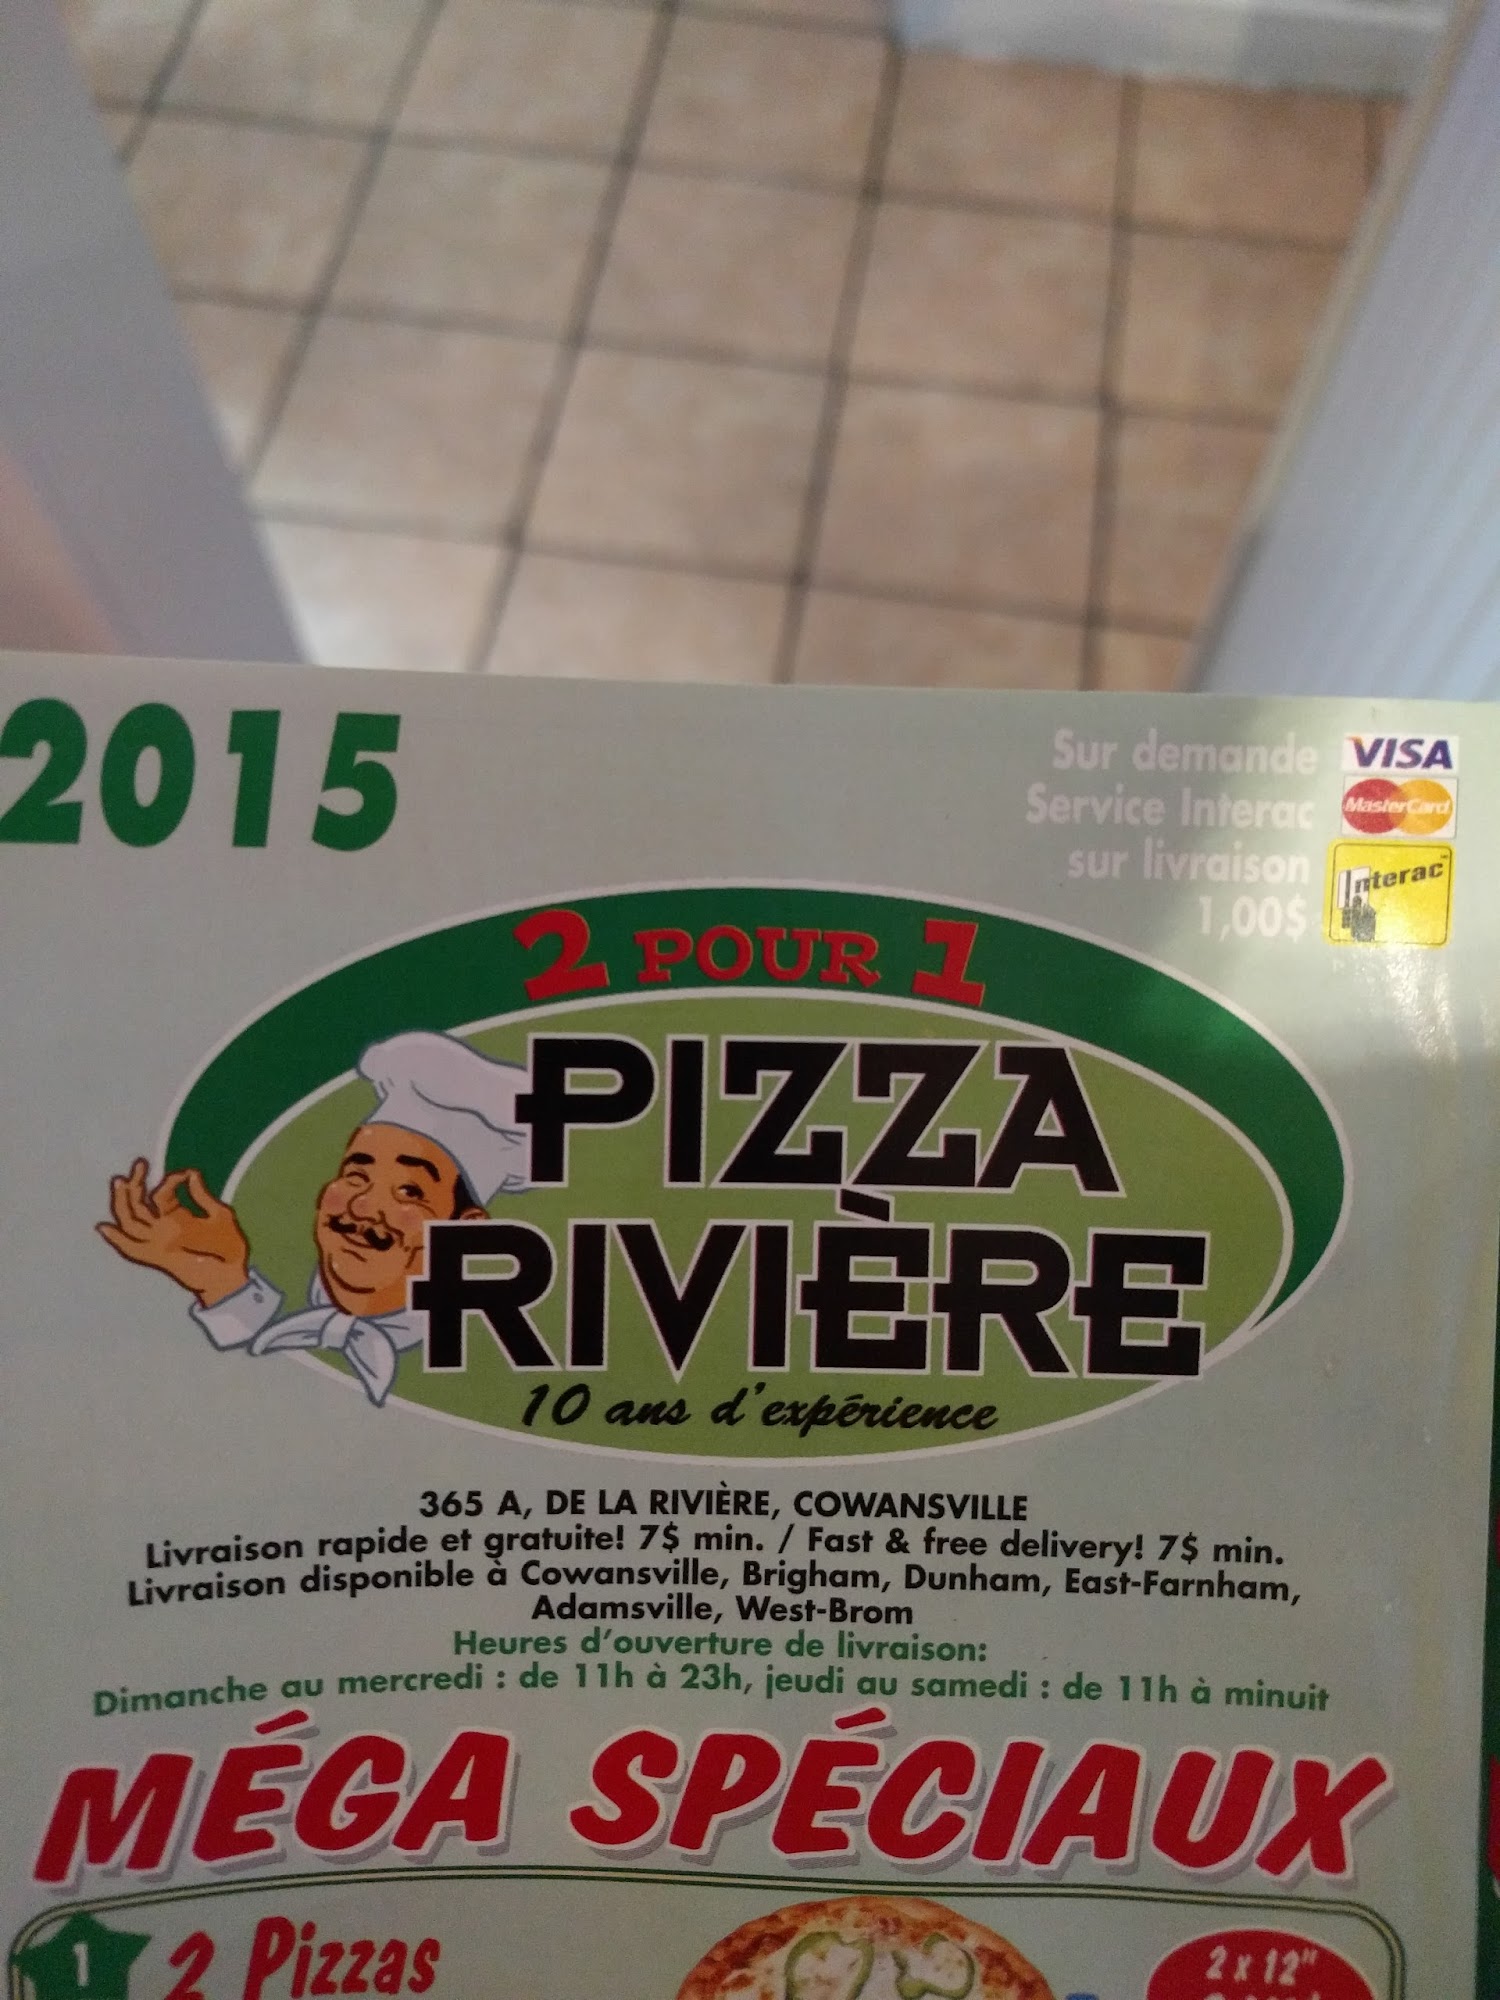 2015
Sur demande
Service Interac
sur livraison
1,00$
VISA
MasterCard
Interac
2 POUR 1
PIZZA
RIVIÈRE
10 ans d'expérience
365 A, DE LA RIVIÈRE, COWANSVILLE
Livraison rapide et gratuite! 7$ min. / Fast & free delivery! 7$ min.
Livraison disponible à Cowansville, Brigham, Dunham, East-Farnham,
Adamsville, West-Brom
Heures d'ouverture de livraison:
Dimanche au mercredi : de 11h à 23h, jeudi au samedi : de 11h à minuit
MÉGA SPÉCIAUX
1
2 Pizzas
2 x 12"